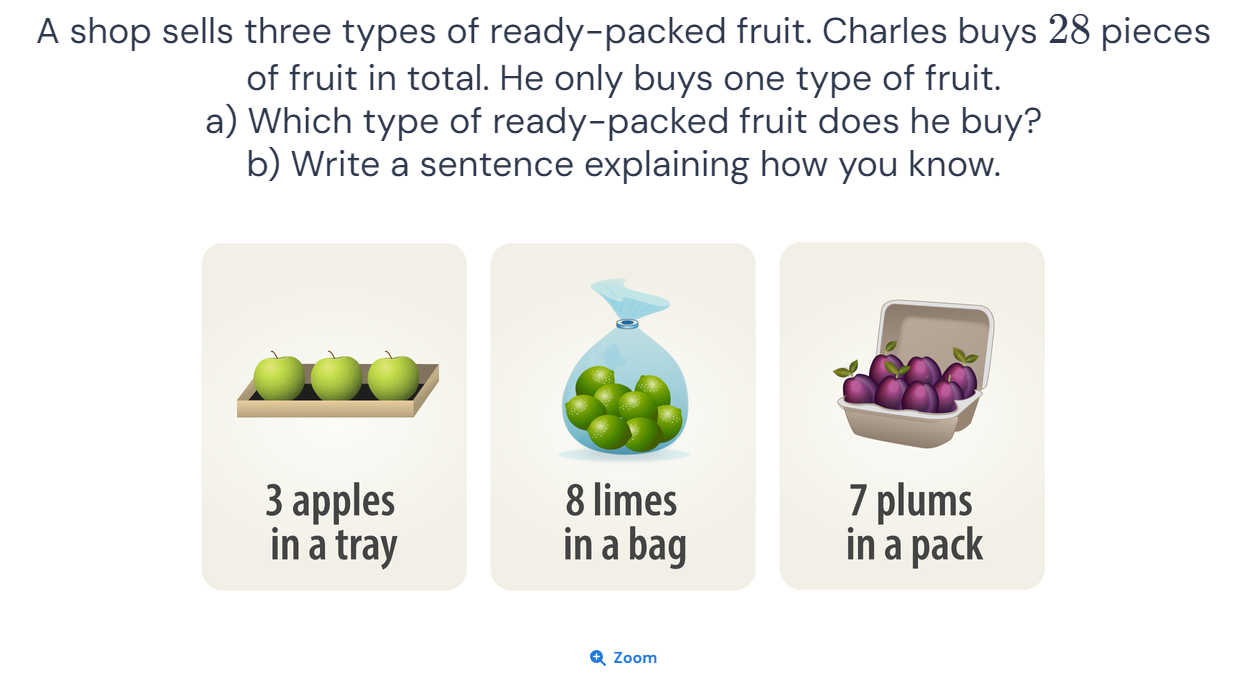 A shop sells three types of ready-packed fruit. Charles buys 28 pieces
of fruit in total. He only buys one type of fruit.
a) Which type of ready-packed fruit does he buy?
b) Write a sentence explaining how you know.
3 apples
in a tray
8 limes
in a bag
7 plums
in a pack
Zoom